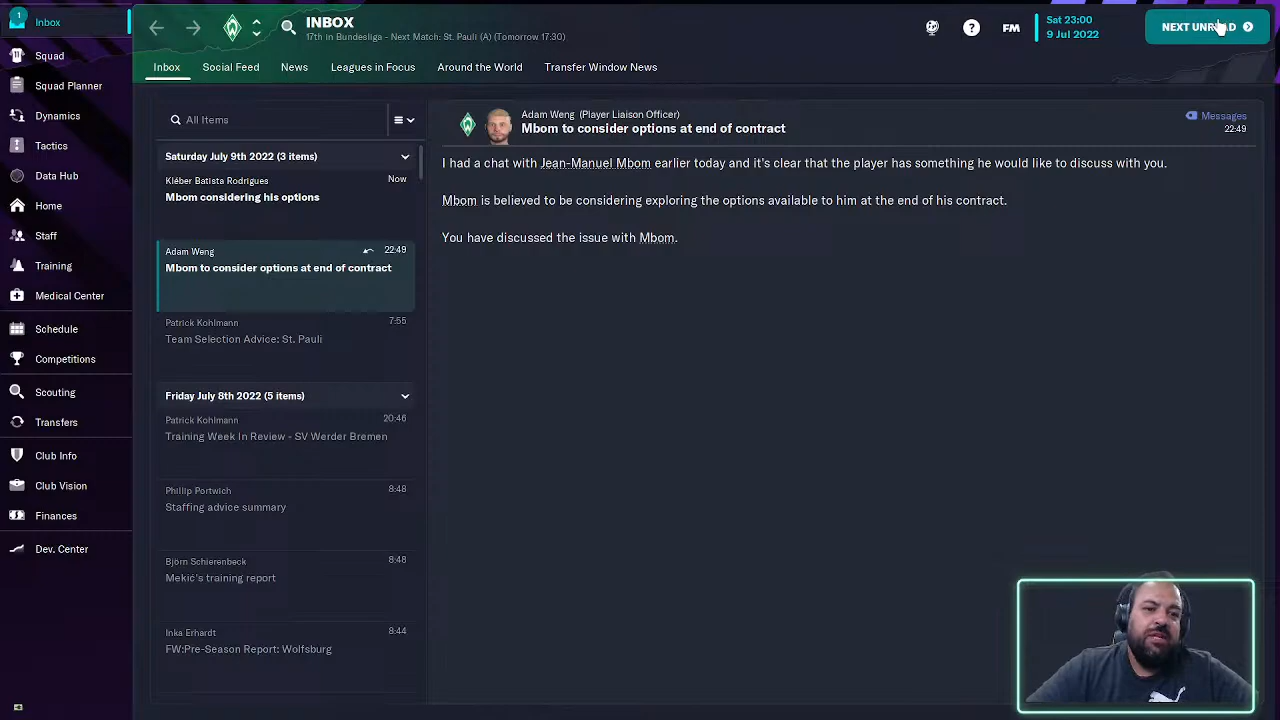 1
Inbox
Squad
Squad Planner
Dynamics
Tactics
Data Hub
Home
Staff
Training
Medical Center
Schedule
Competitions
Scouting
Transfers
Club Info
Club Vision
Finances
Dev. Center
INBOX
17th in Bundesliga - Next Match: St. Pauli (A) (Tomorrow 17:30)
?
FM
Sat 23:00
9 Jul 2022
NEXT UNREAD
Inbox
Social Feed
News
Leagues in Focus
Around the World
Transfer Window News
All Items
Saturday July 9th 2022 (3 items)
Kléber Batista Rodrigues
Now
Mbom considering his options
Adam Weng
22:49
Mbom to consider options at end of contract
Patrick Kohlmann
7:55
Team Selection Advice: St. Pauli
Friday July 8th 2022 (5 items)
Patrick Kohlmann
20:46
Training Week In Review - SV Werder Bremen
Phillip Portwich
8:48
Staffing advice summary
Björn Schierenbeck
8:48
Mekić's training report
Inka Erhardt
8:44
FW:Pre-Season Report: Wolfsburg
Adam Weng (Player Liaison Officer)
Mbom to consider options at end of contract
Messages
22:49
I had a chat with Jean-Manuel Mbom earlier today and it's clear that the player has something he would like to discuss with you.
Mbom is believed to be considering exploring the options available to him at the end of his contract.
You have discussed the issue with Mbom.